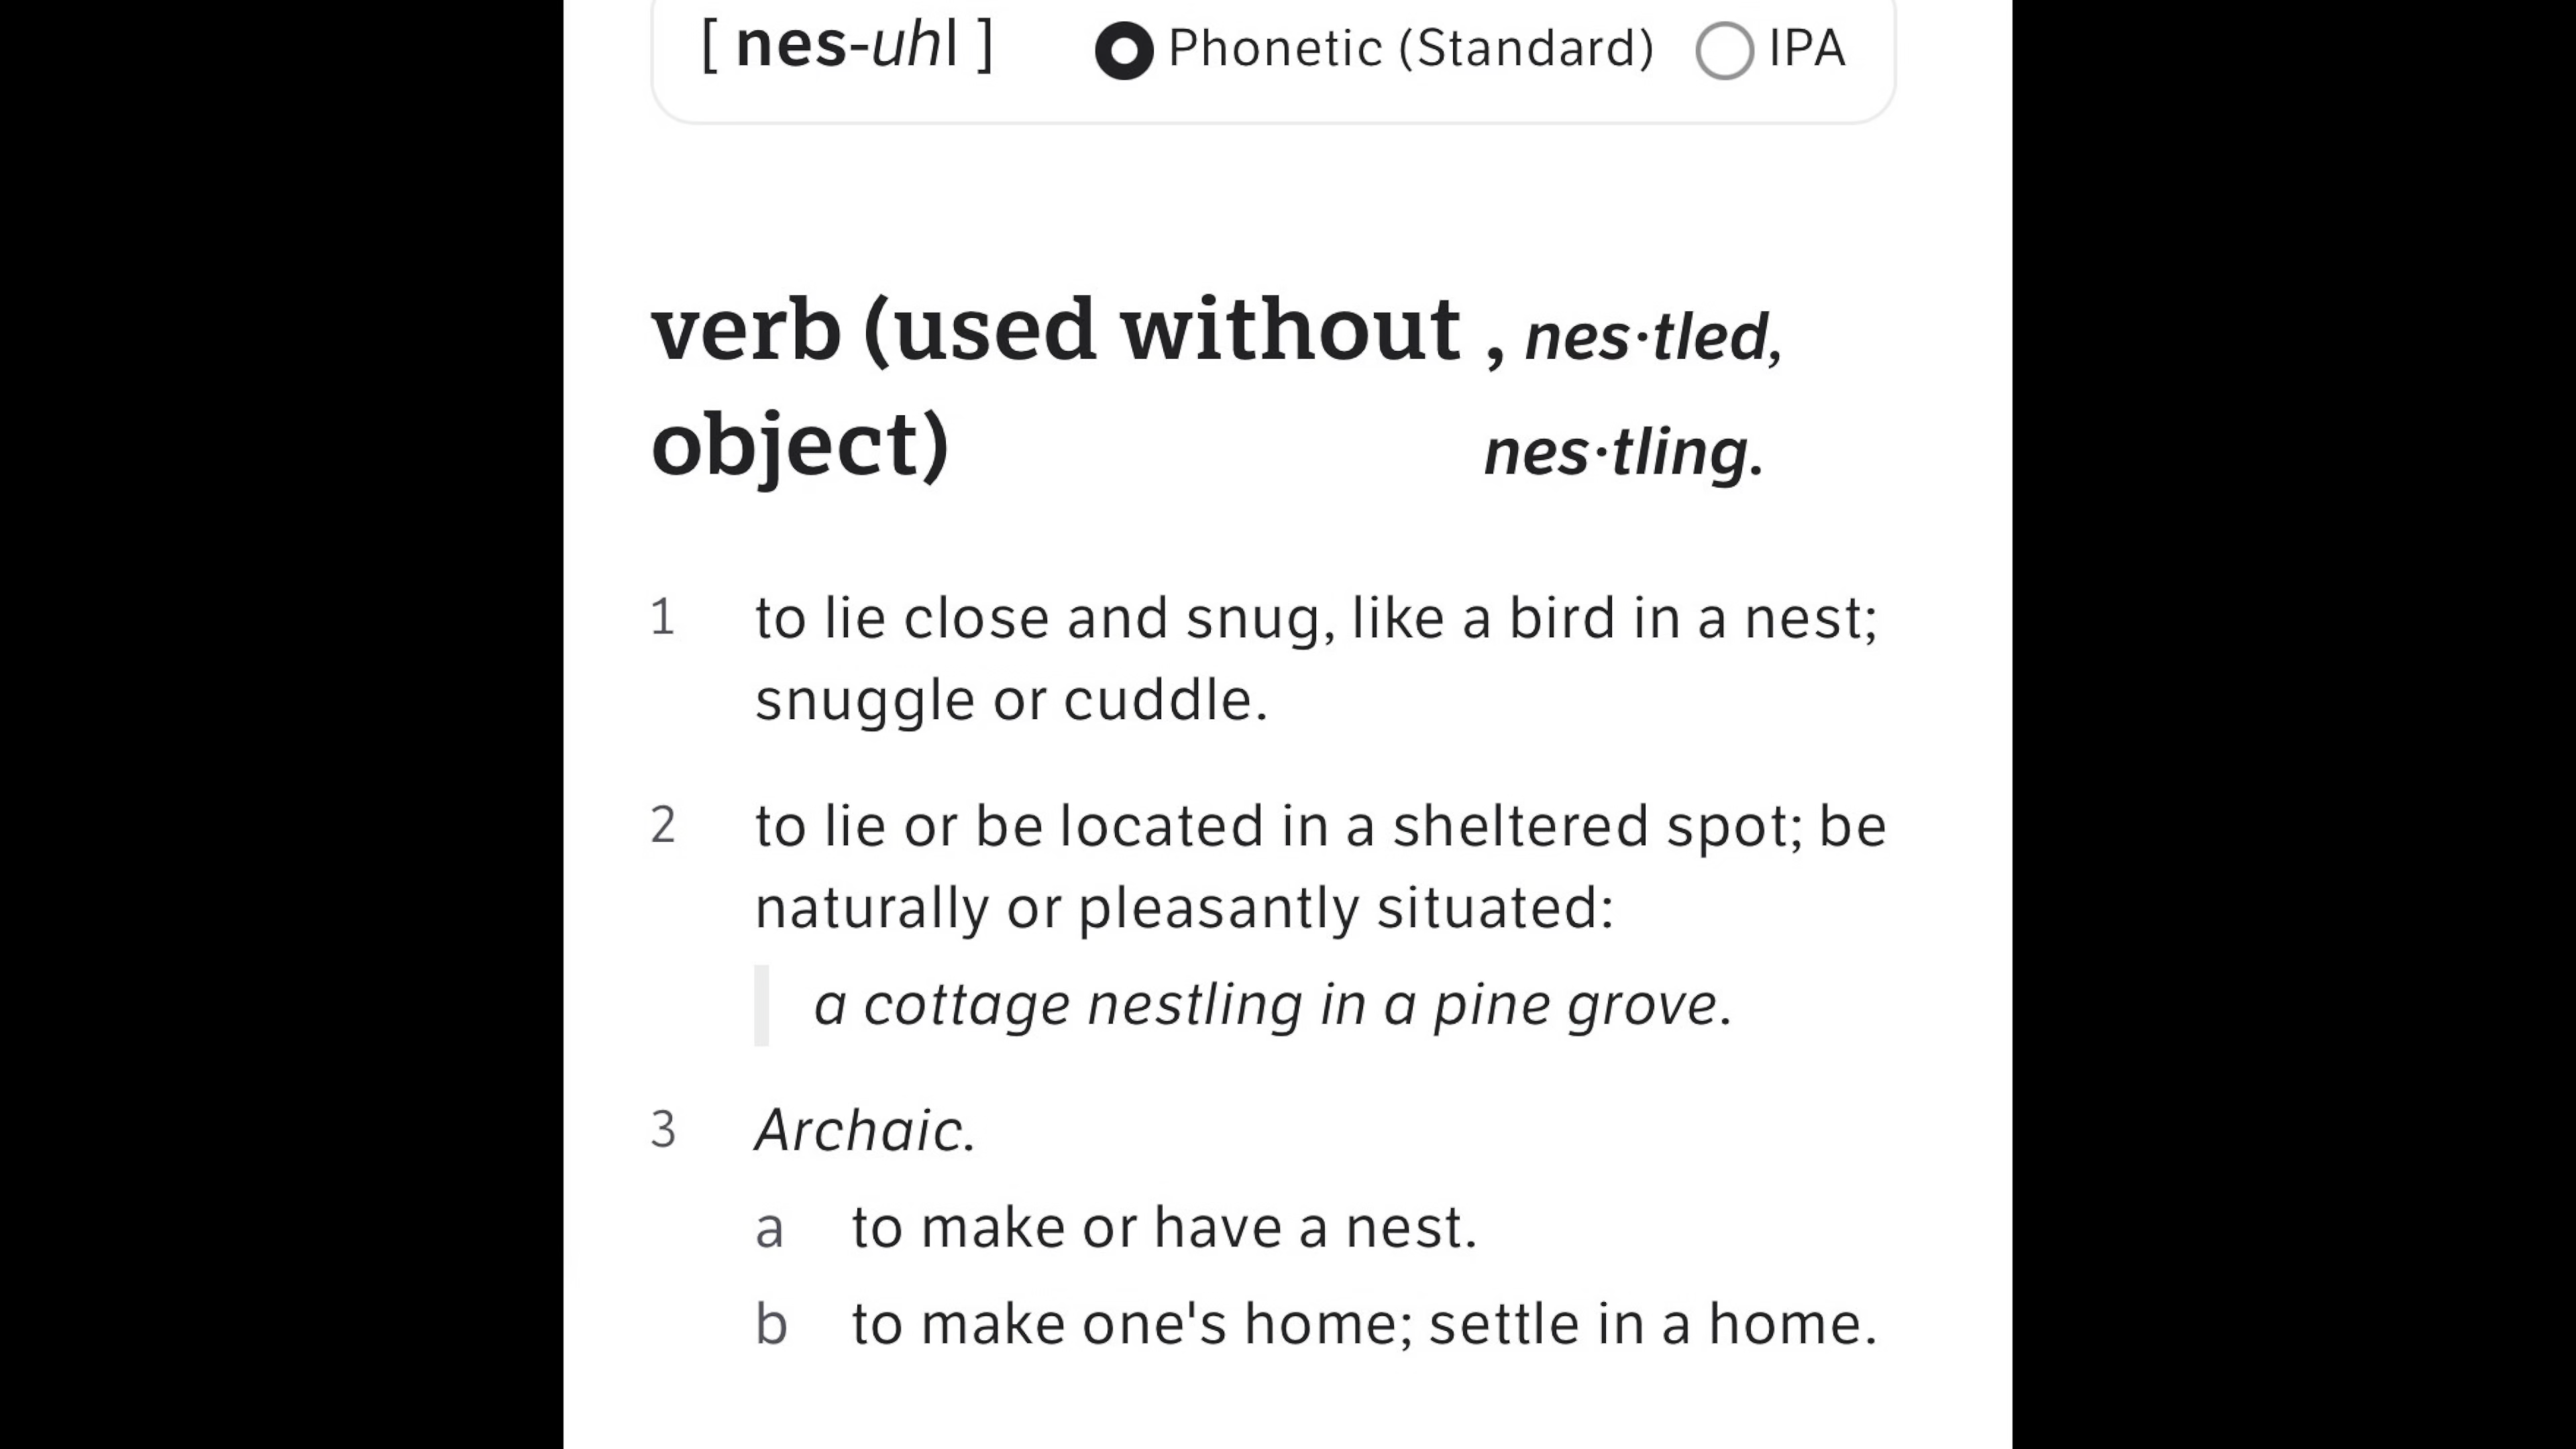 [ nes-uhl ] Phonetic (Standard) IPA
verb (used without , nes·tled,
object) nes·tling.
1 to lie close and snug, like a bird in a nest;
snuggle or cuddle.
2 to lie or be located in a sheltered spot; be
naturally or pleasantly situated:
a cottage nestling in a pine grove.
3 Archaic.
a to make or have a nest.
b to make one's home; settle in a home.